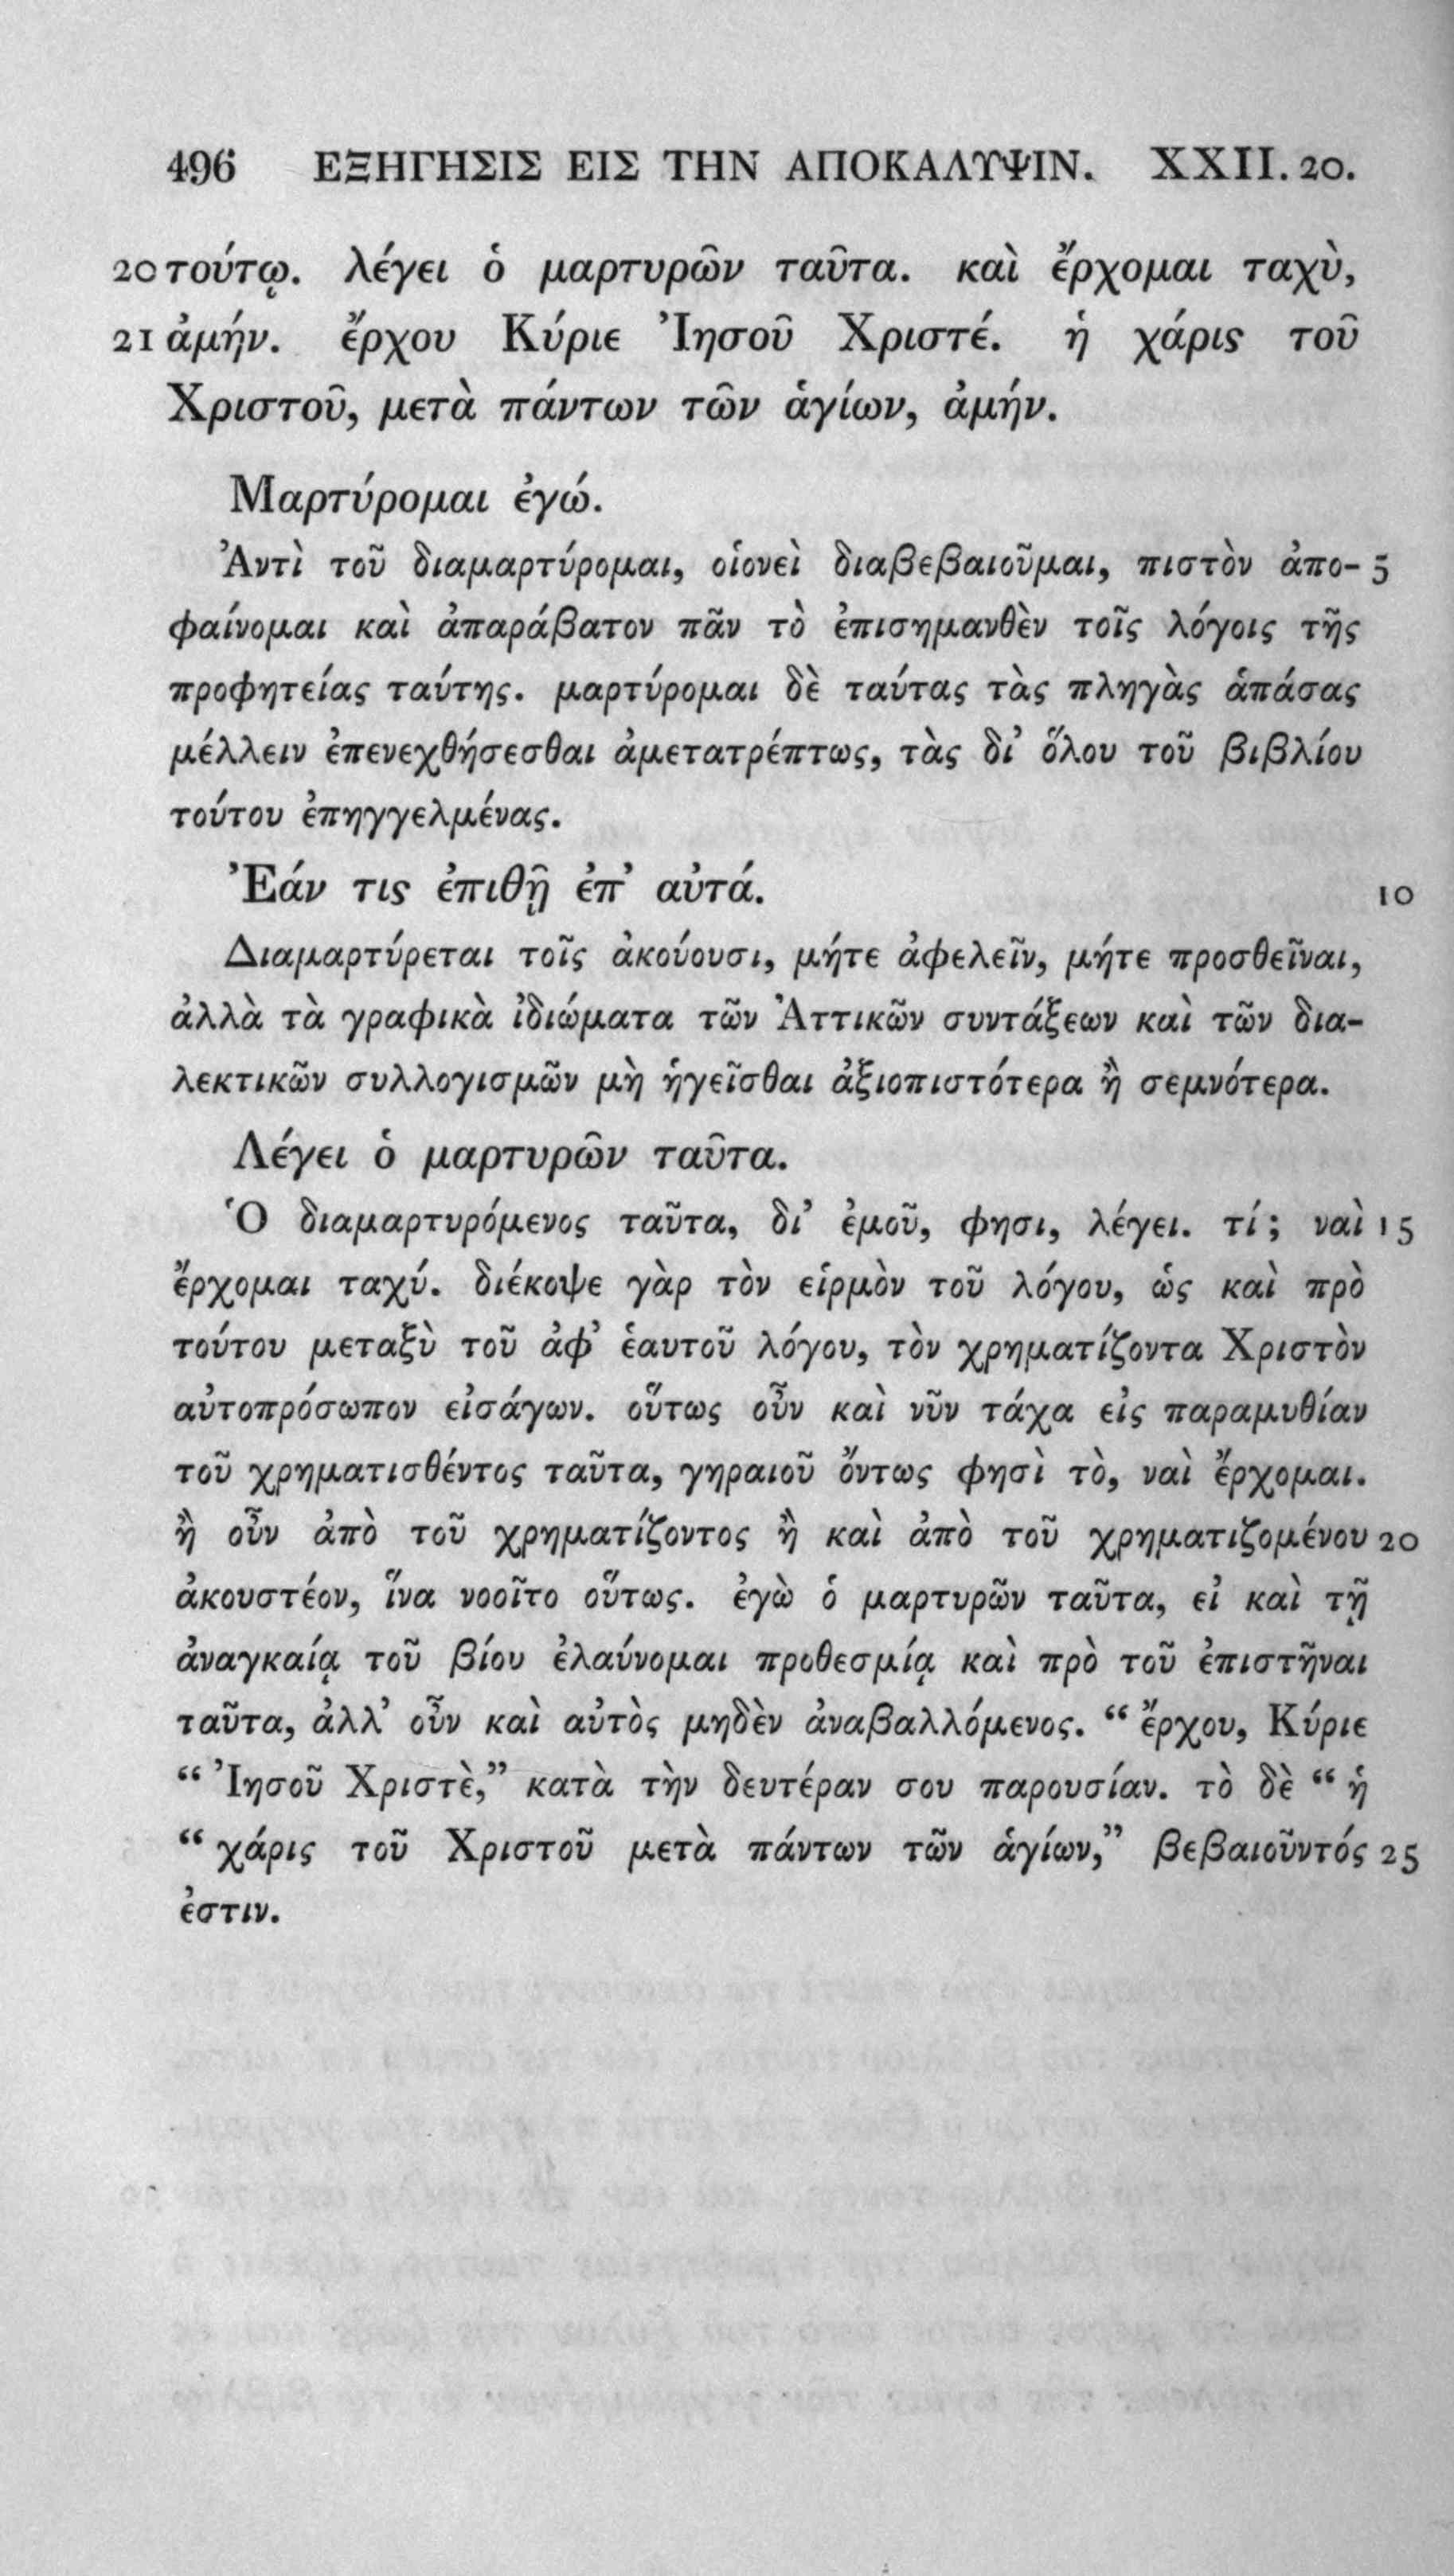 496 ΕΞΗΓΗΣΙΣ ΕΙΣ ΤΗΝ ΑΠΟΚΑΛΥΨΙΝ. XXII. 20.
20 τούτῳ. λέγει ὁ μαρτυρῶν ταῦτα. καὶ ἔρχομαι ταχὺ,
21 ἀμήν. ἔρχου Κύριε Ἰησοῦ Χριστέ. ἡ χάρις τοῦ
Χριστοῦ, μετὰ πάντων τῶν ἁγίων, ἀμήν.
Μαρτύρομαι ἐγώ.
Ἀντὶ τοῦ διαμαρτύρομαι, οἱονεὶ διαβεβαιοῦμαι, πιστὸν ἀπο- 5
φαίνομαι καὶ ἀπαράβατον πᾶν τὸ ἐπισημανθὲν τοῖς λόγοις τῆς
προφητείας ταύτης. μαρτύρομαι δὲ ταύτας τὰς πληγὰς ἁπάσας
μέλλειν ἐπενεχθήσεσθαι ἀμετατρέπτως, τὰς δι’ ὅλου τοῦ βιβλίου
τούτου ἐπηγγελμένας.
Ἐάν τις ἐπιθῇ ἐπ’ αὐτά. 10
Διαμαρτύρεται τοῖς ἀκούουσι, μήτε ἀφελεῖν, μήτε προσθεῖναι,
ἀλλὰ τὰ γραφικὰ ἰδιώματα τῶν Ἀττικῶν συντάξεων καὶ τῶν δια-
λεκτικῶν συλλογισμῶν μὴ ἡγεῖσθαι ἀξιοπιστότερα ἢ σεμνότερα.
Λέγει ὁ μαρτυρῶν ταῦτα.
Ὁ διαμαρτυρόμενος ταῦτα, δι’ ἐμοῦ, φησι, λέγει. τί; ναὶ 15
ἔρχομαι ταχύ. διέκοψε γὰρ τὸν εἱρμὸν τοῦ λόγου, ὡς καὶ πρὸ
τούτου μεταξὺ τοῦ ἀφ’ ἑαυτοῦ λόγου, τὸν χρηματίζοντα Χριστὸν
αὐτοπρόσωπον εἰσάγων. οὕτως οὖν καὶ νῦν τάχα εἰς παραμυθίαν
τοῦ χρηματισθέντος ταῦτα, γηραιοῦ ὄντως φησὶ τὸ, ναὶ ἔρχομαι.
ἢ οὖν ἀπὸ τοῦ χρηματίζοντος ἢ καὶ ἀπὸ τοῦ χρηματιζομένου 20
ἀκουστέον, ἵνα νοοῖτο οὕτως. ἐγὼ ὁ μαρτυρῶν ταῦτα, εἰ καὶ τῇ
ἀναγκαίᾳ τοῦ βίου ἐλαύνομαι προθεσμίᾳ καὶ πρὸ τοῦ ἐπιστῆναι
ταῦτα, ἀλλ’ οὖν καὶ αὐτὸς μηδὲν ἀναβαλλόμενος. “ ἔρχου, Κύριε
“ Ἰησοῦ Χριστὲ,” κατὰ τὴν δευτέραν σου παρουσίαν. τὸ δὲ “ ἡ
“ χάρις τοῦ Χριστοῦ μετὰ πάντων τῶν ἁγίων,” βεβαιοῦντός 25
ἐστιν.